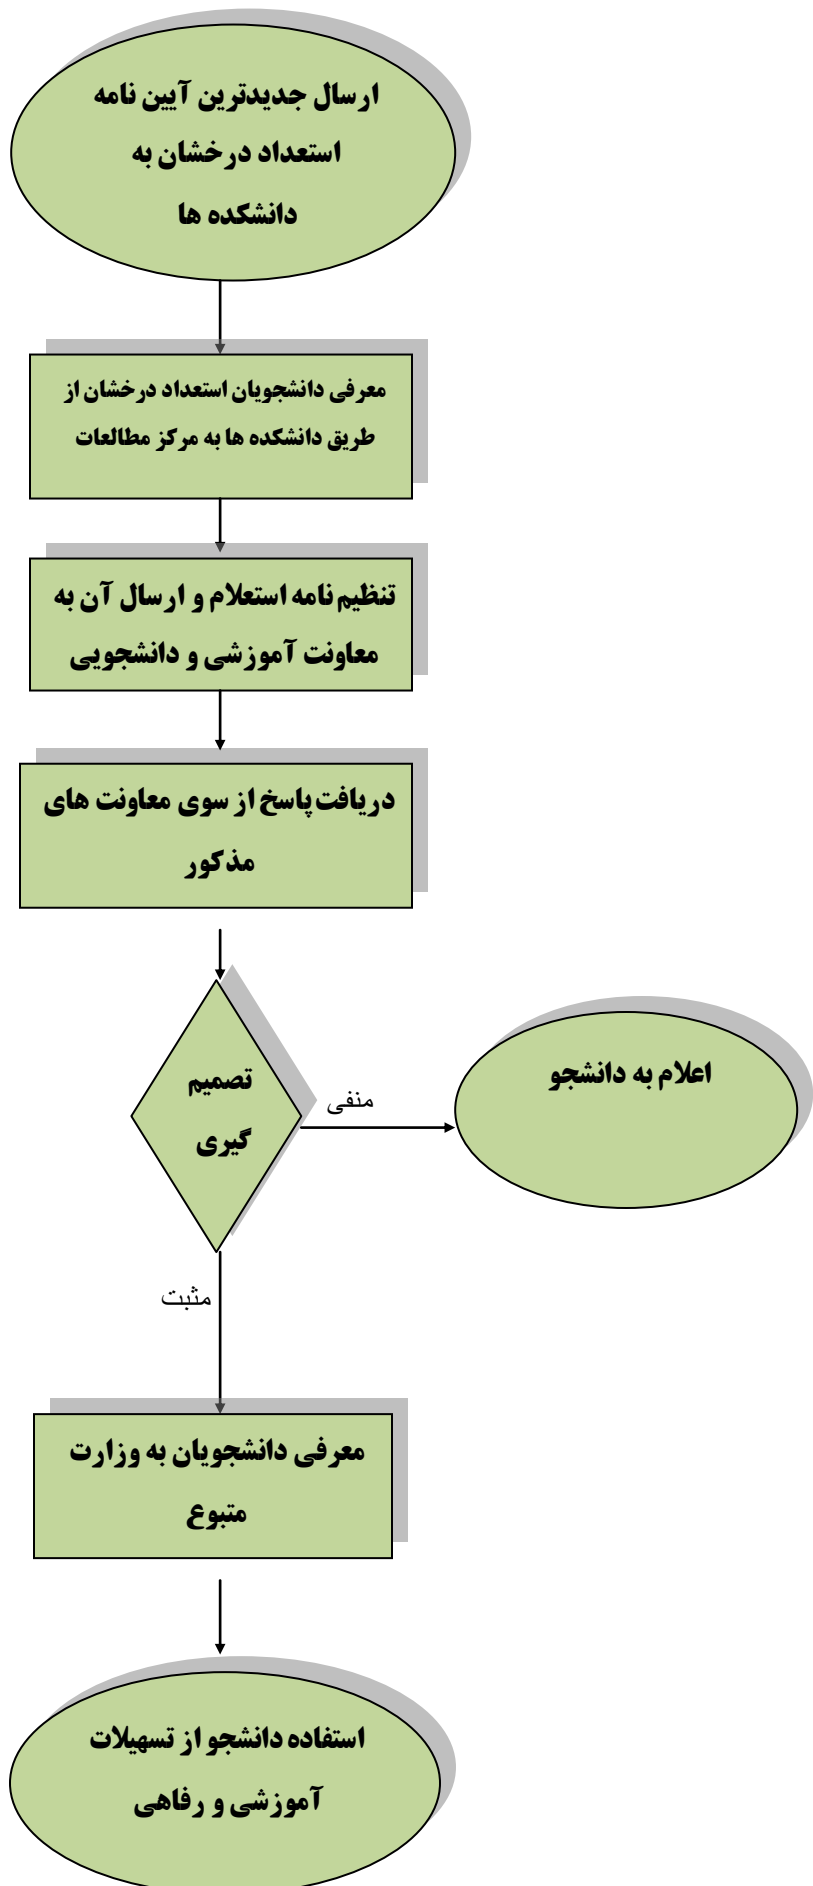 ارسال جدیدترین آیین نامه
استعداد درخشان به
دانشکده ها
معرفی دانشجویان استعداد درخشان از
طریق دانشکده ها به مرکز مطالعات
تنظیم نامه استعلام و ارسال آن به
معاونت آموزشی و دانشجویی
دریافت پاسخ از سوی معاونت های
مذکور
تصمیم
گیری
منفی
اعلام به دانشجو
مثبت
معرفی دانشجویان به وزارت
متبوع
استفاده دانشجو از تسهیلات
آموزشی و رفاهی